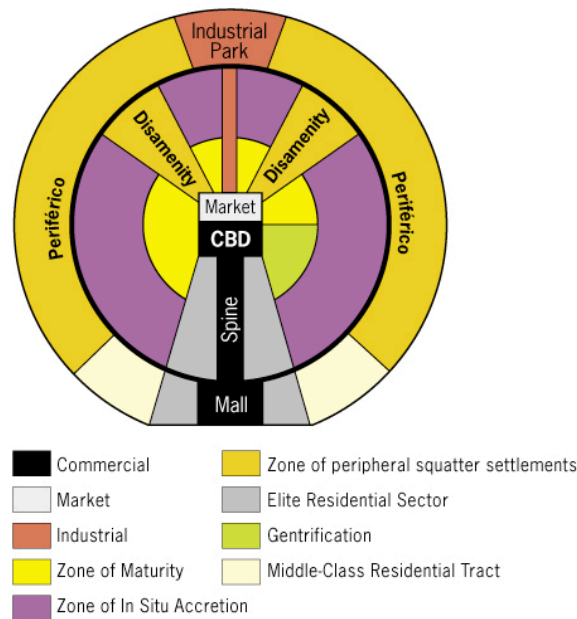 Industrial
Park
Disamenity
Disamenity
Periférico
Periférico
Market
CBD
Spine
Mall
Commercial
Market
Industrial
Zone of Maturity
Zone of In Situ Accretion
Zone of peripheral squatter settlements
Elite Residential Sector
Gentrification
Middle-Class Residential Tract